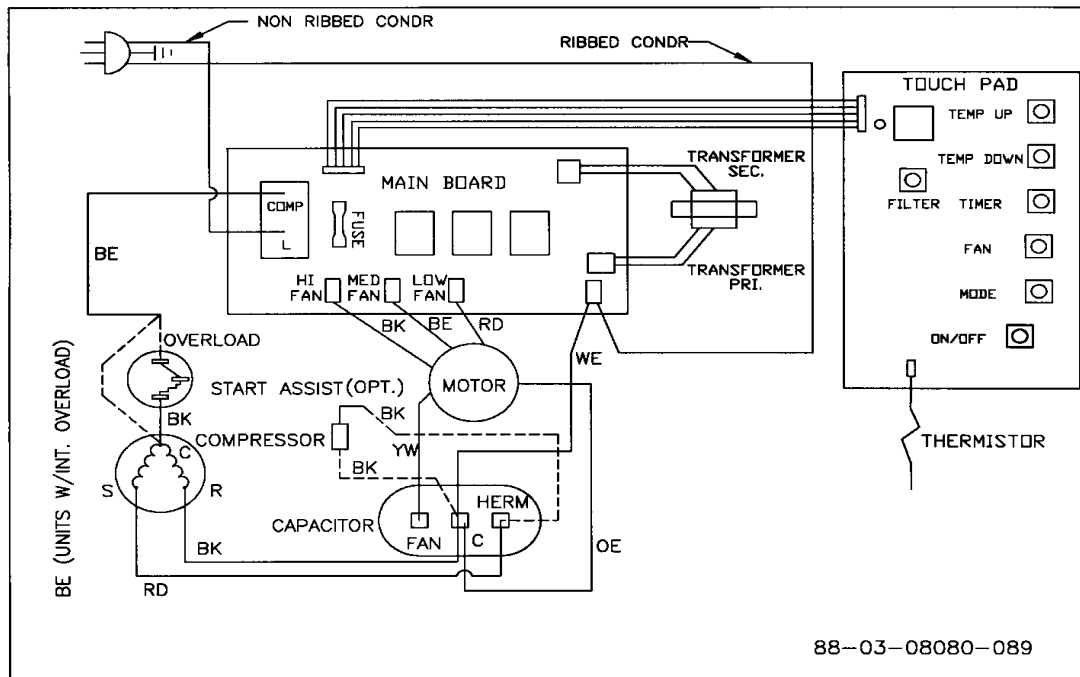 NON RIBBED CONDR
RIBBED CONDR
TOUCH PAD
TEMP UP
TEMP DOWN
FILTER
TIMER
FAN
MODE
ON/OFF
THERMISTOR
TRANSFORMER
SEC.
TRANSFORMER
PRI.
MAIN BOARD
COMP
L
FUSE
HI
FAN
MED
FAN
LOW
FAN
BK
BE
RD
WE
BE
OVERLOAD
MOTOR
START ASSIST(OPT.)
BK
BK
COMPRESSOR
YW
BK
C
S
R
HERM
CAPACITOR
FAN
C
OE
BK
RD
BE (UNITS W/INT. OVERLOAD)
88-03-08080-089